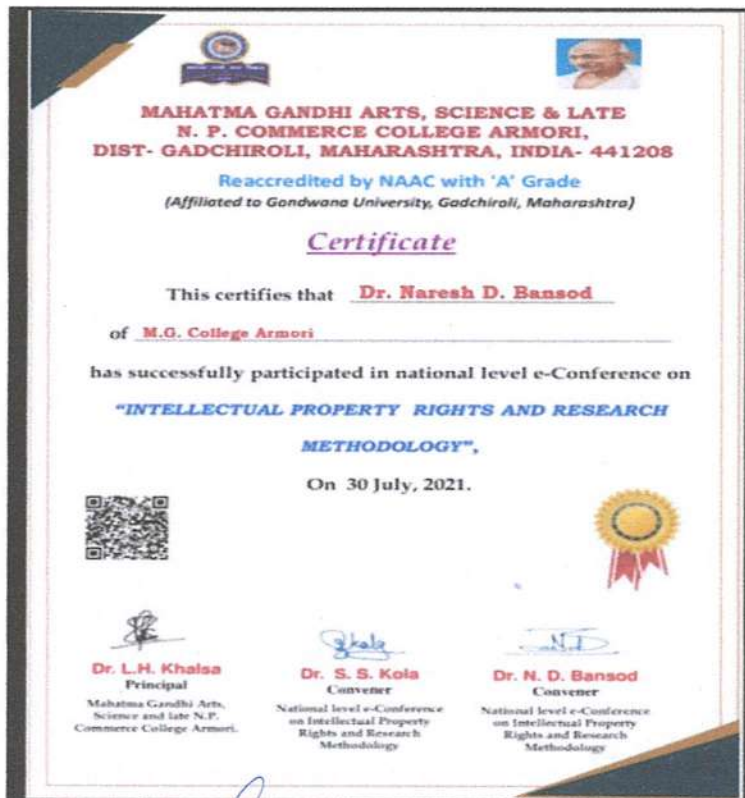 MAHATMA GANDHI ARTS, SCIENCE & LATE
N. P. COMMERCE COLLEGE ARMORI,
DIST- GADCHIROLI, MAHARASHTRA, INDIA- 441208
Reaccredited by NAAC with 'A' Grade
(Affiliated to Gondwana University, Gadchiroli, Maharashtra)
Certificate
This certifies that Dr. Naresh D. Bansod
of M.G. College Armori
has successfully participated in national level e-Conference on
"INTELLECTUAL PROPERTY RIGHTS AND RESEARCH
METHODOLOGY",
On 30 July, 2021.
Dr. L.H. Khalsa
Principal
Mahatma Gandhi Arts,
Science and late N.P.
Commerce College Armori.
Dr. S. S. Kola
Convener
National level e-Conference
on Intellectual Property
Rights and Research
Methodology
Dr. N. D. Bansod
Convener
National level e-Conference
on Intellectual Property
Rights and Research
Methodology